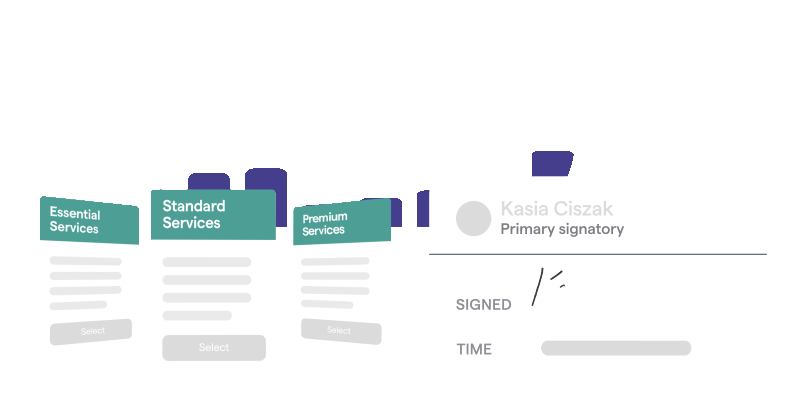 Essential
Services
Select
Standard
Services
Select
Premium
Services
Select
Kasia Ciszak
Primary signatory
SIGNED
TIME